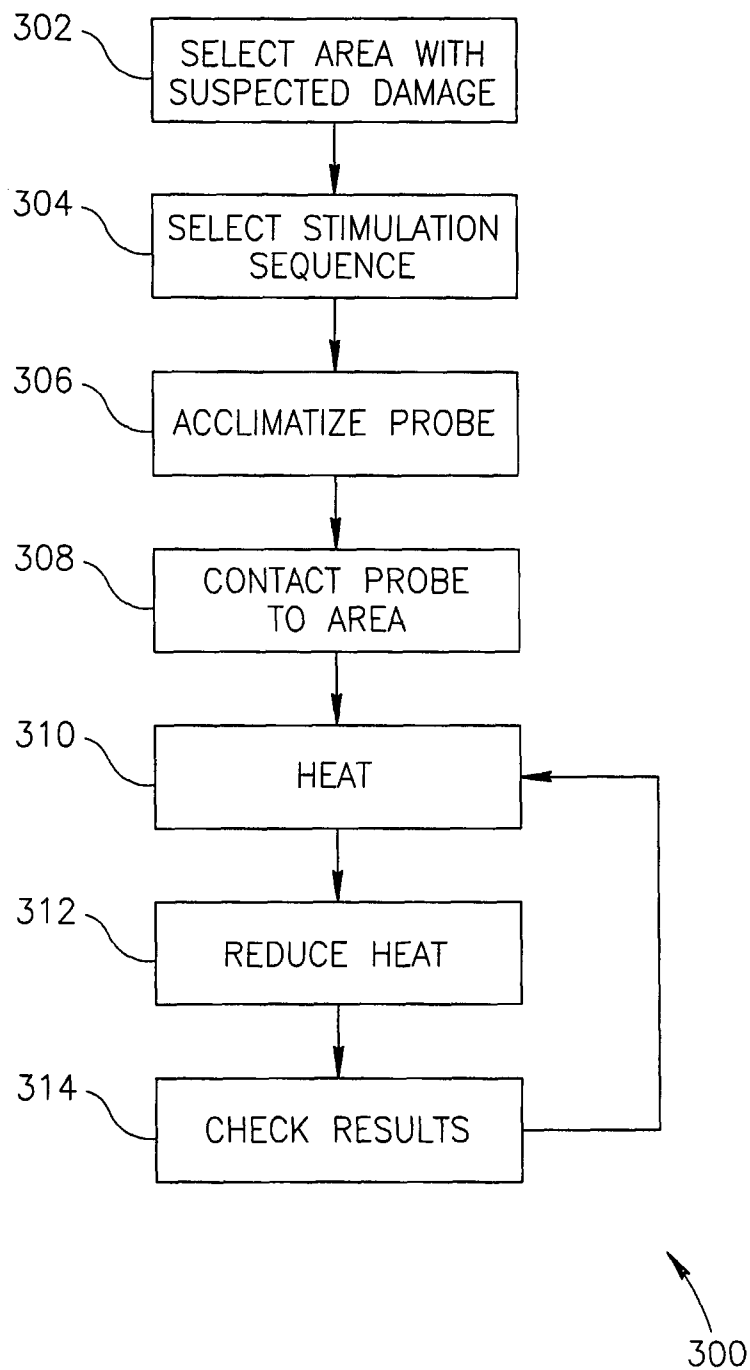 302
SELECT AREA WITH
SUSPECTED DAMAGE
304
SELECT STIMULATION
SEQUENCE
306
ACCLIMATIZE PROBE
308
CONTACT PROBE
TO AREA
310
HEAT
312
REDUCE HEAT
314
CHECK RESULTS
300